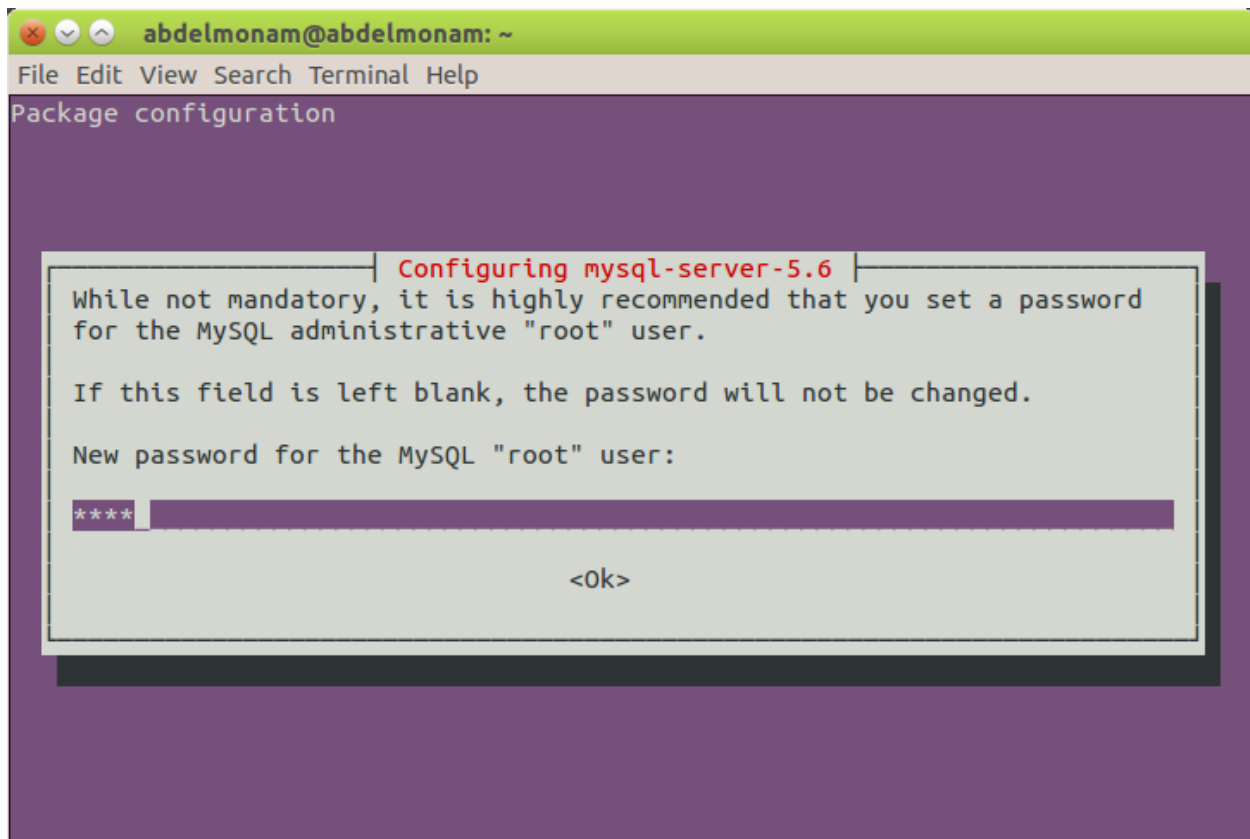 abdelmonam@abdelmonam: ~
File Edit View Search Terminal Help
Package configuration
Configuring mysql-server-5.6
While not mandatory, it is highly recommended that you set a password
for the MySQL administrative "root" user.
If this field is left blank, the password will not be changed.
New password for the MySQL "root" user:
****_
<Ok>